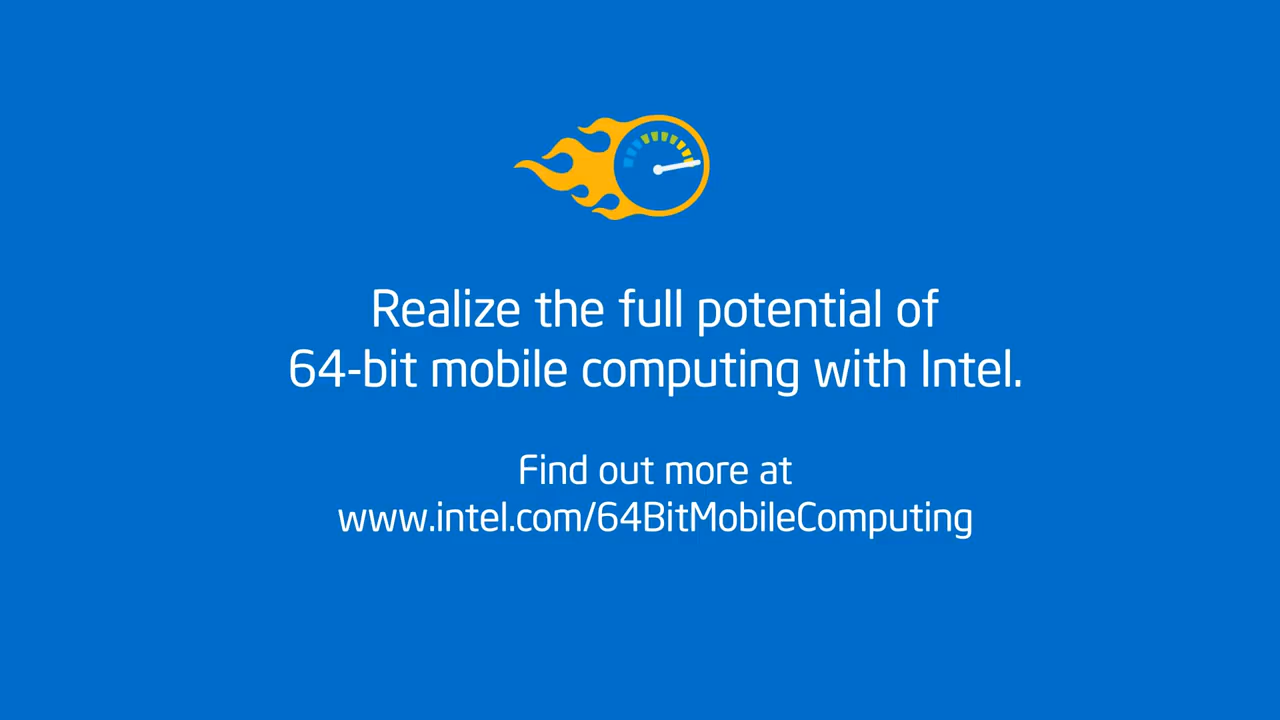 Realize the full potential of
64-bit mobile computing with Intel.
Find out more at
www.intel.com/64BitMobileComputing